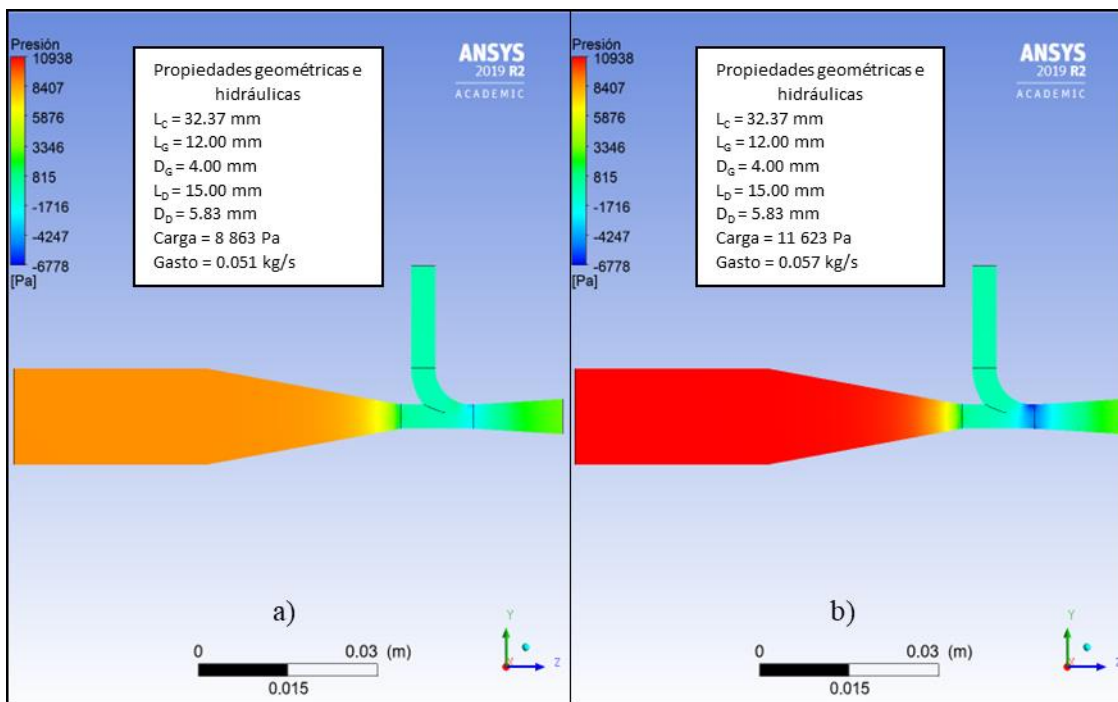 Presión
10938
8407
5876
3346
815
-1716
-4247
-6778
[Pa]
Propiedades geométricas e
hidráulicas
L_C = 32.37 mm
L_G = 12.00 mm
D_G = 4.00 mm
L_D = 15.00 mm
D_D = 5.83 mm
Carga = 8 863 Pa
Gasto = 0.051 kg/s
ANSYS
2019 R2
ACADEMIC
a)
0 0.03 (m)
0.015
Y
X
Z
Presión
10938
8407
5876
3346
815
-1716
-4247
-6778
[Pa]
Propiedades geométricas e
hidráulicas
L_C = 32.37 mm
L_G = 12.00 mm
D_G = 4.00 mm
L_D = 15.00 mm
D_D = 5.83 mm
Carga = 11 623 Pa
Gasto = 0.057 kg/s
ANSYS
2019 R2
ACADEMIC
b)
0 0.03 (m)
0.015
Y
X
Z